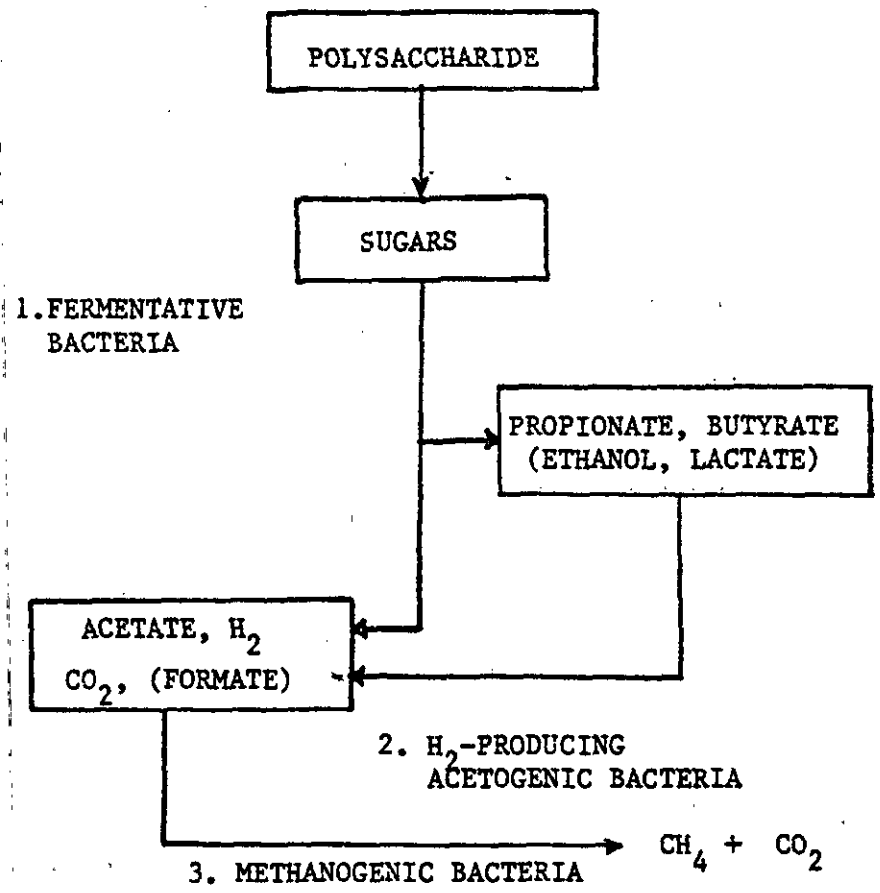 POLYSACCHARIDE
SUGARS
1.FERMENTATIVE
BACTERIA
PROPIONATE, BUTYRATE
(ETHANOL, LACTATE)
ACETATE, H₂
CO₂, (FORMATE)
2. H₂-PRODUCING
ACETOGENIC BACTERIA
CH₄ + CO₂
3. METHANOGENIC BACTERIA